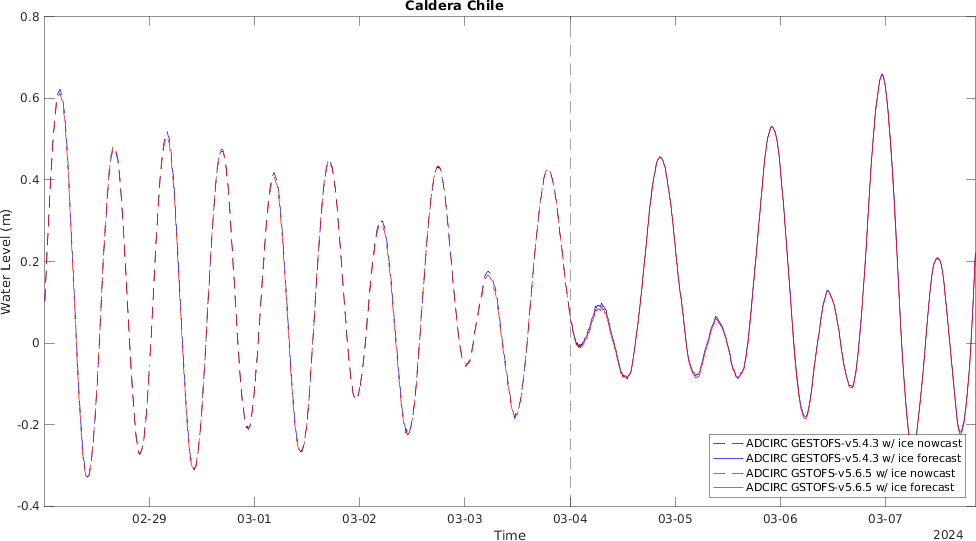 Caldera Chile
0.8
0.6
0.4
0.2
0
-0.2
-0.4
Water Level (m)
ADCIRC GESTOFS-v5.4.3 w/ ice nowcast
ADCIRC GESTOFS-v5.4.3 w/ ice forecast
ADCIRC GSTOFS-v5.6.5 w/ ice nowcast
ADCIRC GSTOFS-v5.6.5 w/ ice forecast
02-29 03-01 03-02 03-03 03-04 03-05 03-06 03-07
Time
2024